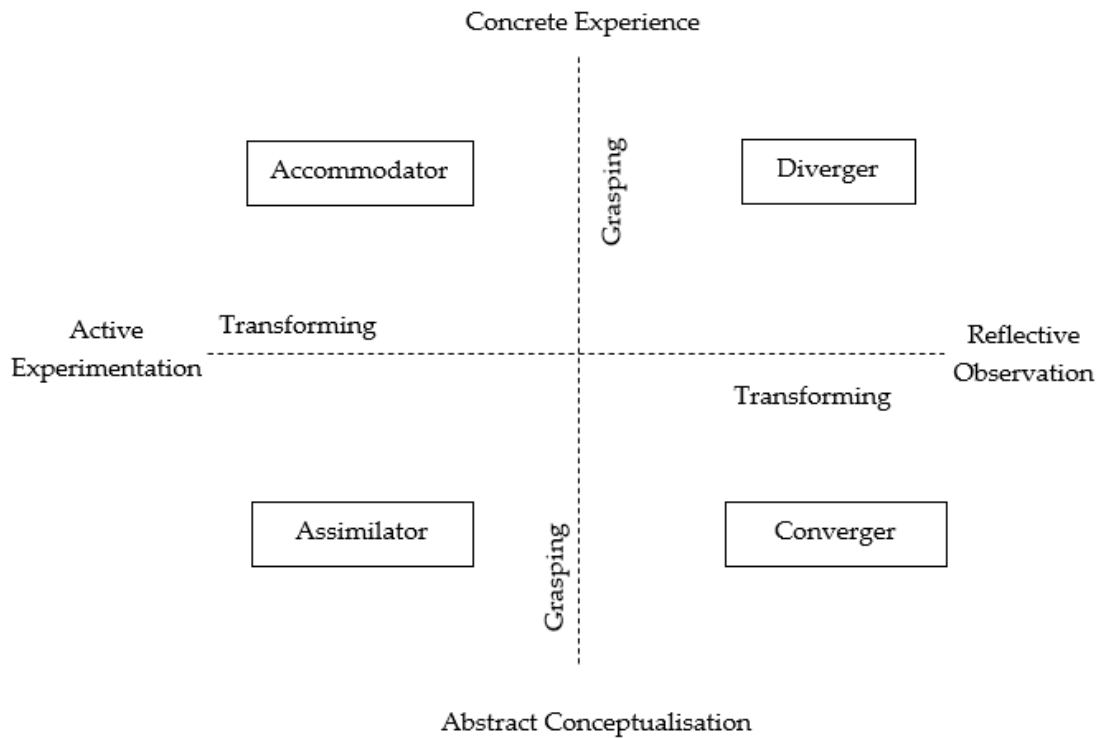 Concrete Experience
Accommodator
Grasping
Diverger
Active
Experimentation
Transforming
Reflective
Observation
Transforming
Assimilator
Grasping
Converger
Abstract Conceptualisation